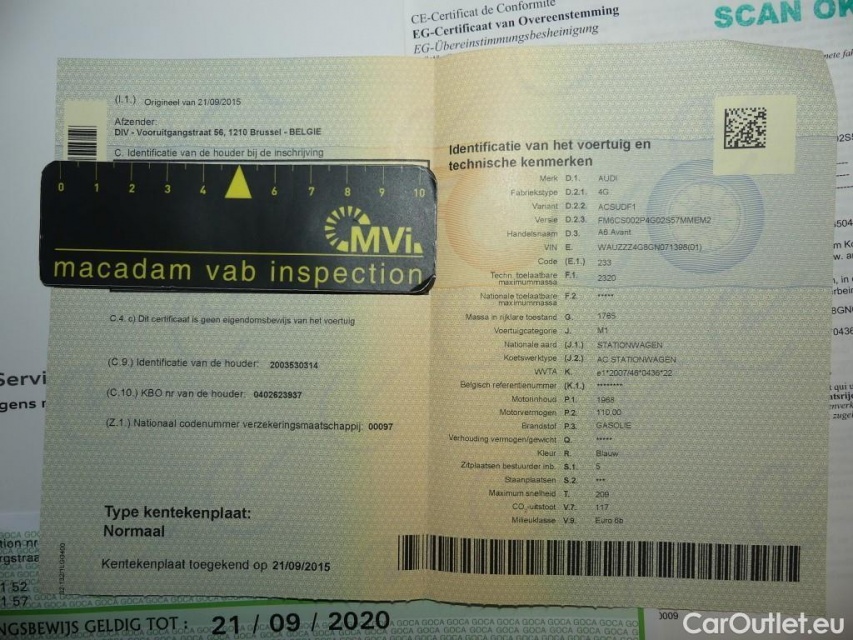 CE-Certificat de Conformité
EG-Certificaat van Overeenstemming
EG-Übereinstimmungsbescheinigung
SCAN OK
(I.1.) Origineel van 21/09/2015
Afzender:
DIV - Vooruitgangstraat 56, 1210 Brussel - BELGIE
C. Identificatie van de houder bij de inschrijving
0 1 2 3 4 6 7 8 9 10
MVi.
macadam vab inspection
C.4. c) Dit certificaat is geen eigendomsbewijs van het voertuig
(C.9.) Identificatie van de houder: 2003530314
(C.10.) KBO nr van de houder: 0402623937
(Z.1.) Nationaal codenummer verzekeringsmaatschappij: 00097
Type kentekenplaat:
Normaal
Kentekenplaat toegekend op 21/09/2015
Identificatie van het voertuig en
technische kenmerken
Merk D.1. AUDI
Fabriekstype D.2.1. 4G
Variant D.2.2. ACSUDF1
Versie D.2.3. FM6CS002P4G02S57MMEM2
Handelsnaam D.3. A6 Avant
VIN E. WAUZZZ4G8GN071398(01)
Code (E.1.) 233
Techn. toelaatbare maximummassa F.1. 2320
Nationale toelaatbare maximummassa F.2. *****
Massa in rijklare toestand G. 1785
Voertuigcategorie J. M1
Nationale aard (J.1.) STATIONWAGEN
Koetswerktype (J.2.) AC STATIONWAGEN
WVTA K. e1*2007/46*0436*22
Belgisch referentienummer (K.1.) ********
Motorinhoud P.1. 1968
Motorvermogen P.2. 110.00
Brandstof P.3. GASOLIE
Verhouding vermogen/gewicht Q. *****
Kleur R. Blauw
Zitplaatsen bestuurder inb. S.1. 5
Staanplaatsen S.2. ***
Maximum snelheid T. 209
CO₂-uitstoot V.7. 117
Milieuklasse V.9. Euro 6b
NGSBEWIJS GELDIG TOT : 21 / 09 / 2020
CarOutlet.eu